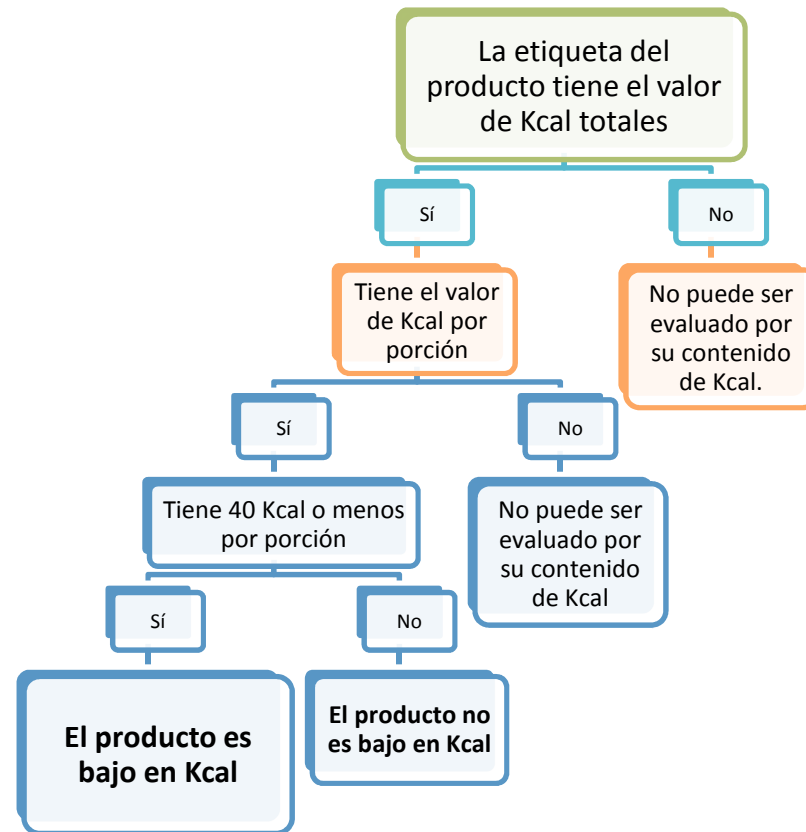 La etiqueta del
producto tiene el valor
de Kcal totales
Sí
No
Tiene el valor
de Kcal por
porción
No puede ser
evaluado por
su contenido
de Kcal.
Sí
No
Tiene 40 Kcal o menos
por porción
No puede ser
evaluado por
su contenido
de Kcal
Sí
No
El producto es
bajo en Kcal
El producto no
es bajo en Kcal